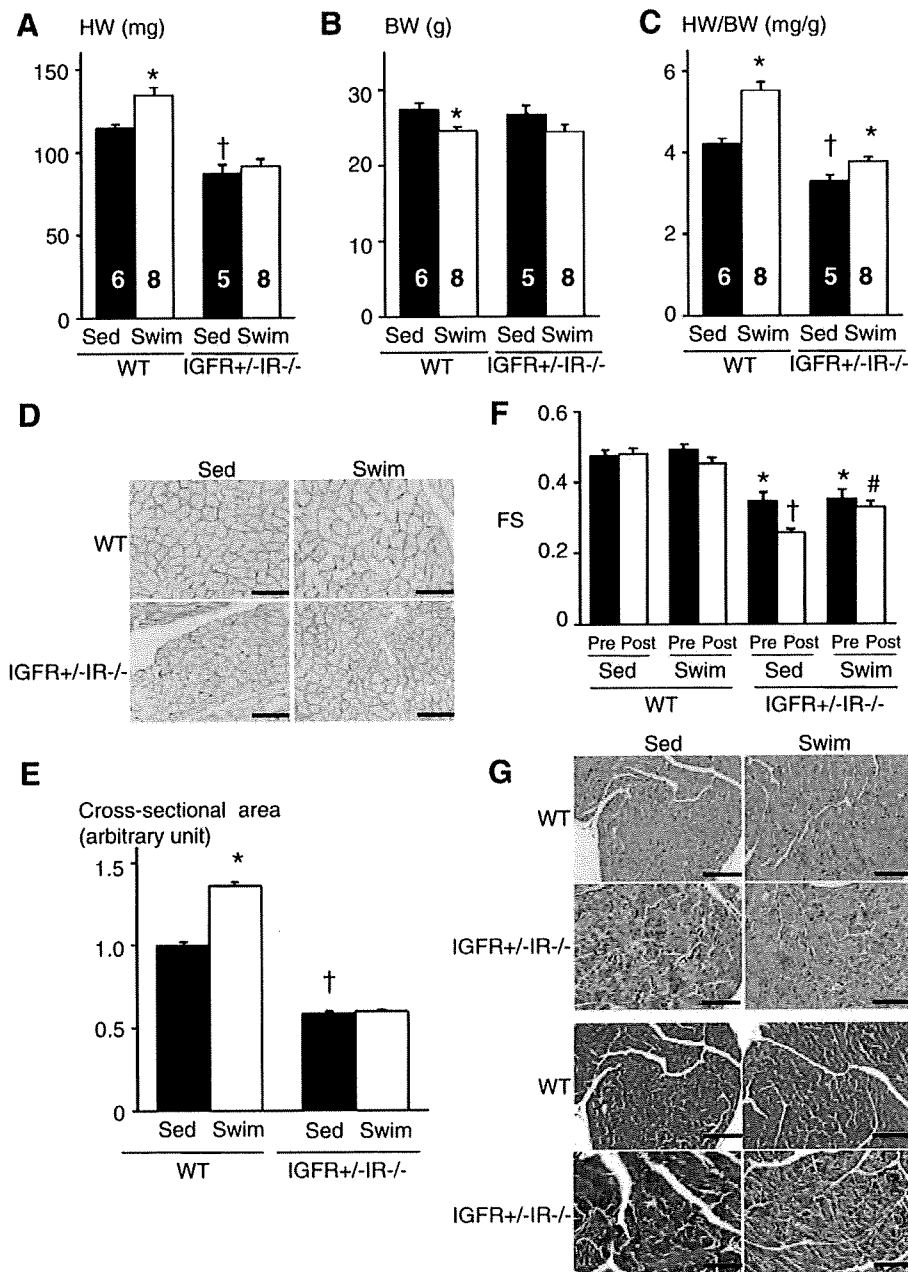 A HW (mg)
150
100
50
0
*
†
6 8 5 8
Sed Swim Sed Swim
WT IGFR+/-IR-/-
B BW (g)
30
20
10
0
*
6 8 5 8
Sed Swim Sed Swim
WT IGFR+/-IR-/-
C HW/BW (mg/g)
6
4
2
0
*
†
*
6 8 5 8
Sed Swim Sed Swim
WT IGFR+/-IR-/-
D
Sed Swim
WT
IGFR+/-IR-/-
E
Cross-sectional area
(arbitrary unit)
1.5
1.0
0.5
0
*
†
Sed Swim Sed Swim
WT IGFR+/-IR-/-
F
0.6
0.4
FS
0.2
0
* † * #
Pre Post Pre Post Pre Post Pre Post
Sed Swim Sed Swim
WT IGFR+/-IR-/-
G
Sed Swim
WT
IGFR+/-IR-/-
WT
IGFR+/-IR-/-